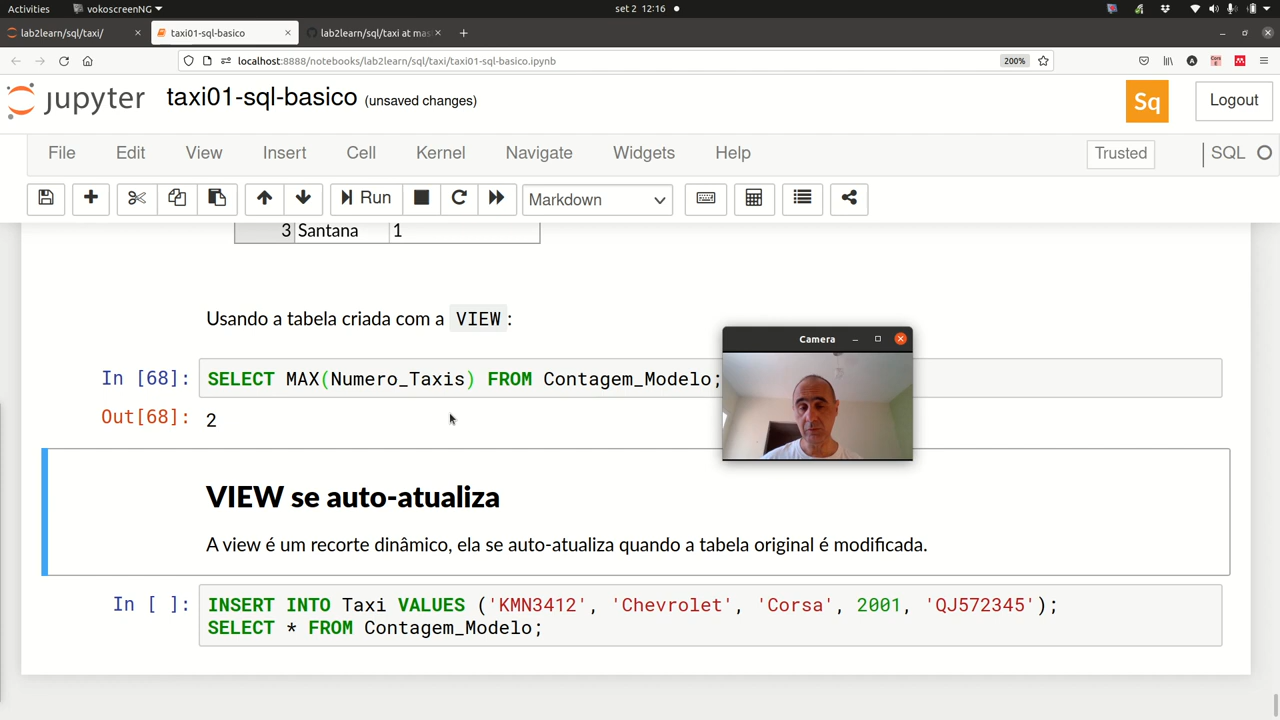 Activities vokoscreenNG set 2 12:16
lab2learn/sql/taxi/ taxi01-sql-basico lab2learn/sql/taxi at mas
localhost:8888/notebooks/lab2learn/sql/taxi/taxi01-sql-basico.ipynb 200%
jupyter taxi01-sql-basico (unsaved changes) Sq Logout
File Edit View Insert Cell Kernel Navigate Widgets Help Trusted SQL
Run Markdown
3 Santana 1
Usando a tabela criada com a VIEW:
Camera
In [68]: SELECT MAX(Numero_Taxis) FROM Contagem_Modelo;
Out[68]: 2
VIEW se auto-atualiza
A view é um recorte dinâmico, ela se auto-atualiza quando a tabela original é modificada.
In [ ]: INSERT INTO Taxi VALUES ('KMN3412', 'Chevrolet', 'Corsa', 2001, 'QJ572345');
SELECT * FROM Contagem_Modelo;